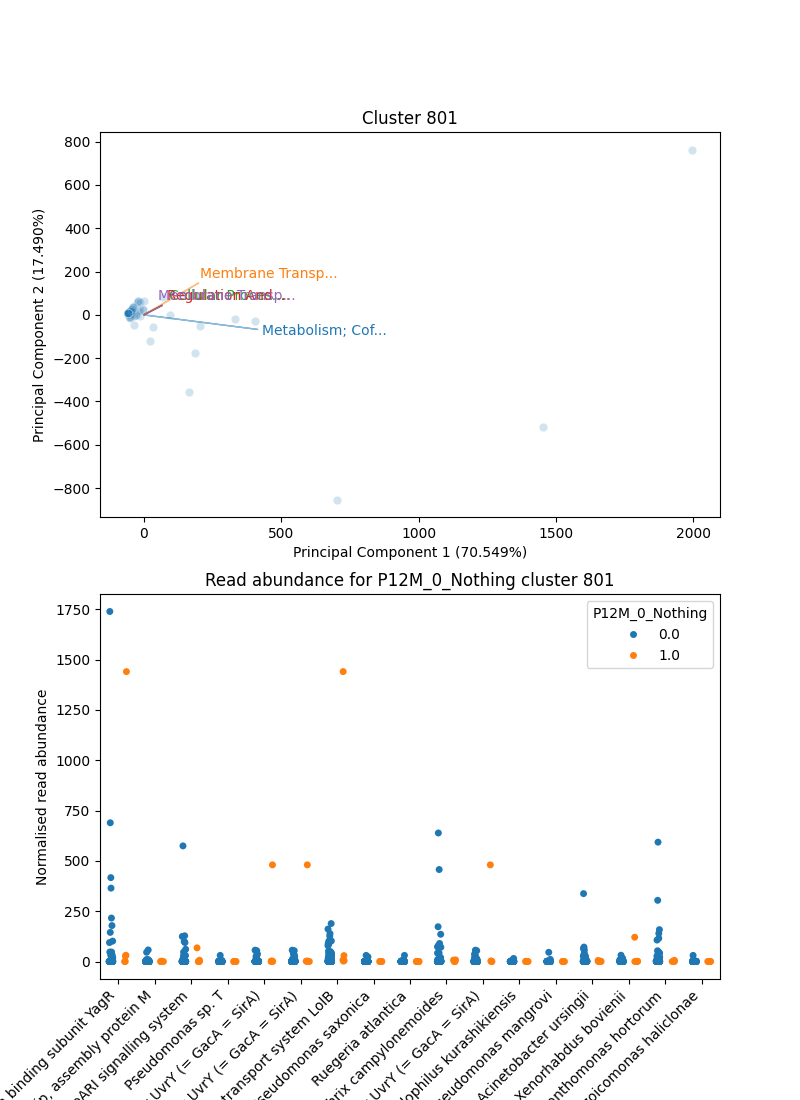 Cluster 801
800
600
400
200
0
−200
−400
−600
−800
Principal Component 2 (17.490%)
Membrane Transp...
Metabolism; Cof...
0
500
1000
1500
2000
Principal Component 1 (70.549%)
Read abundance for P12M_0_Nothing cluster 801
1750
1500
1250
1000
750
500
250
0
Normalised read abundance
P12M_0_Nothing
0.0
1.0
binding subunit YagR
assembly protein M
signalling system
Pseudomonas sp. T
UvrY (= GacA = SirA)
UvrY (= GacA = SirA)
transport system LolB
saxonica
Ruegeria atlantica
campylonemoides
UvrY (= GacA = SirA)
kurashikiensis
mangrovi
Acinetobacter ursingii
Xenorhabdus bovienii
hortorum
haliclonae